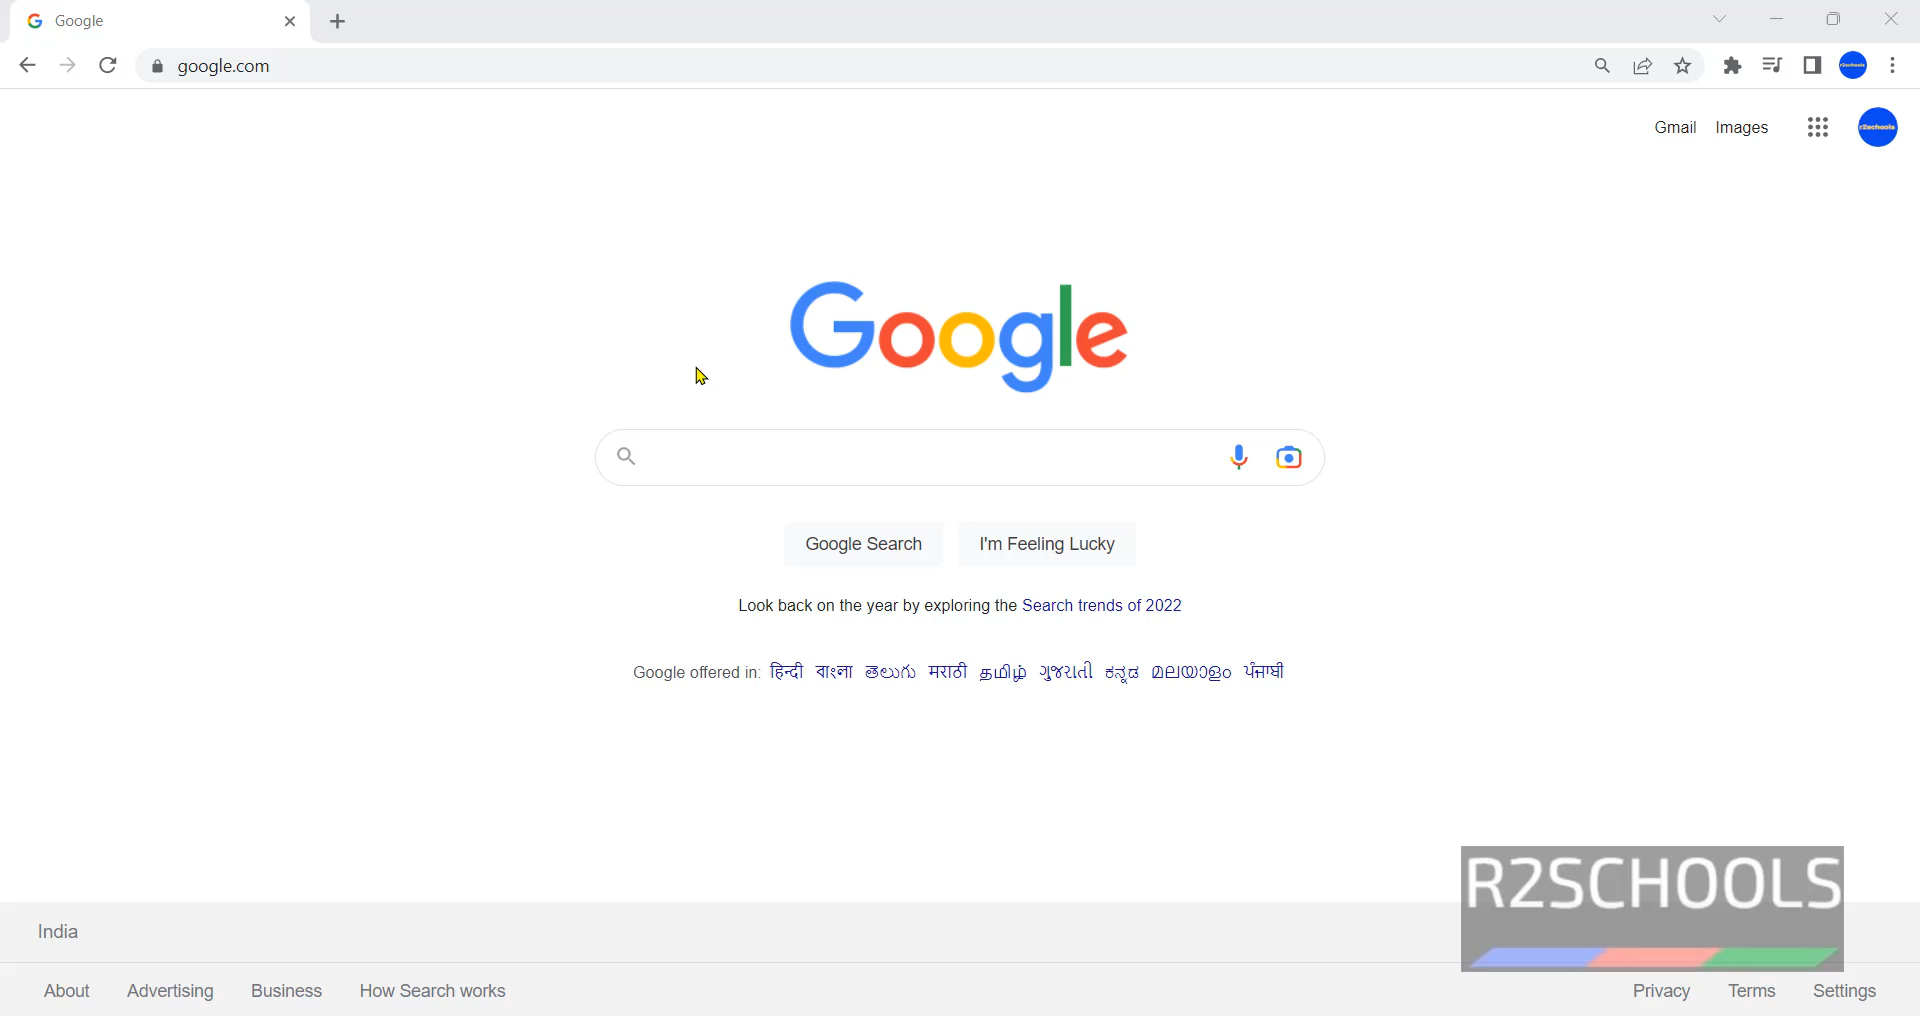 Google
google.com
Gmail Images
r2schools
Google
Google Search I'm Feeling Lucky
Look back on the year by exploring the Search trends of 2022
Google offered in: हिन्दी বাংলা తెలుగు मराठी தமிழ் ગુજરાતી ಕನ್ನಡ മലയാളം ਪੰਜਾਬੀ
R2SCHOOLS
India
About Advertising Business How Search works Privacy Terms Settings